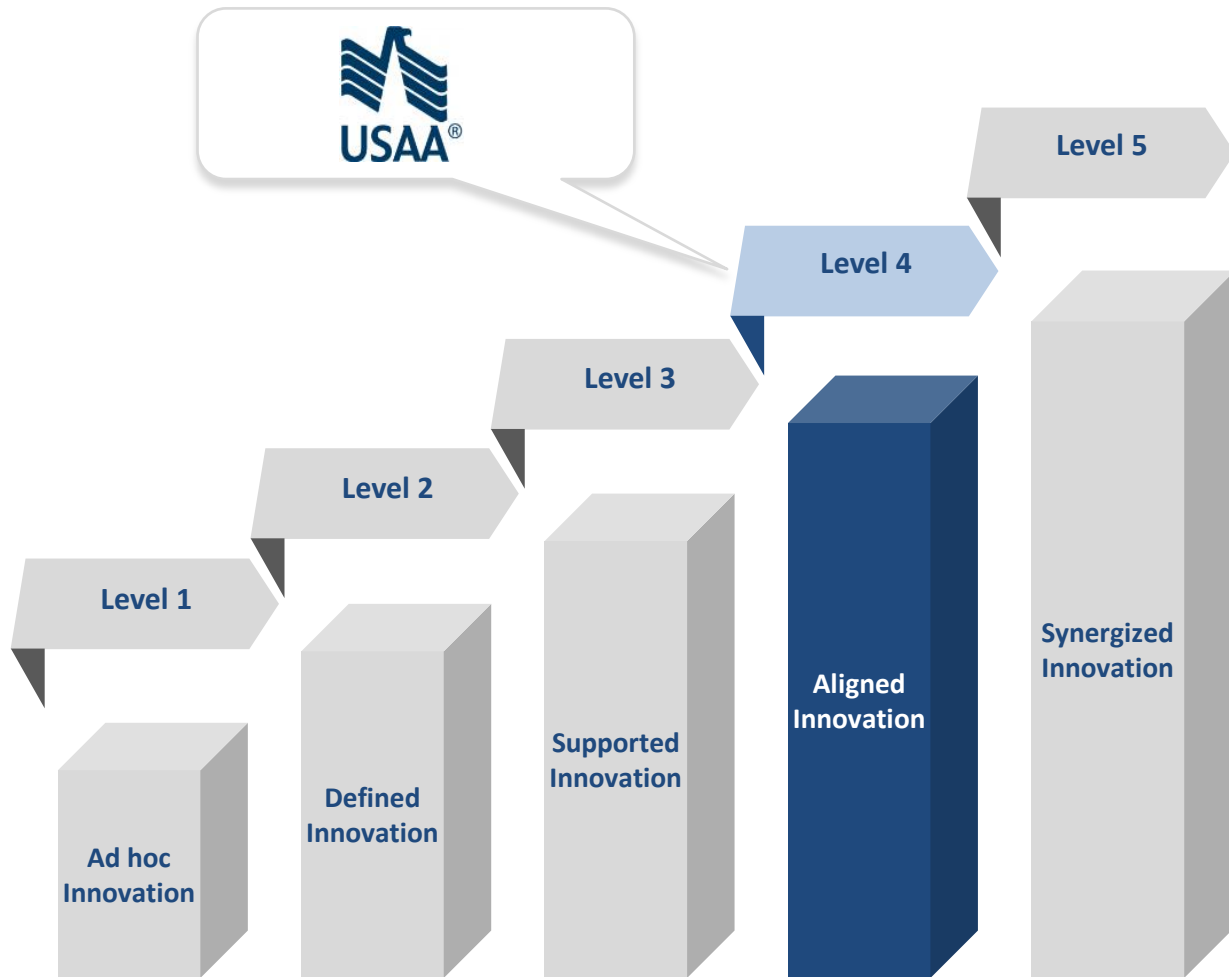 USAA®
Level 5
Level 4
Level 3
Level 2
Level 1
Synergized
Innovation
Aligned
Innovation
Supported
Innovation
Defined
Innovation
Ad hoc
Innovation